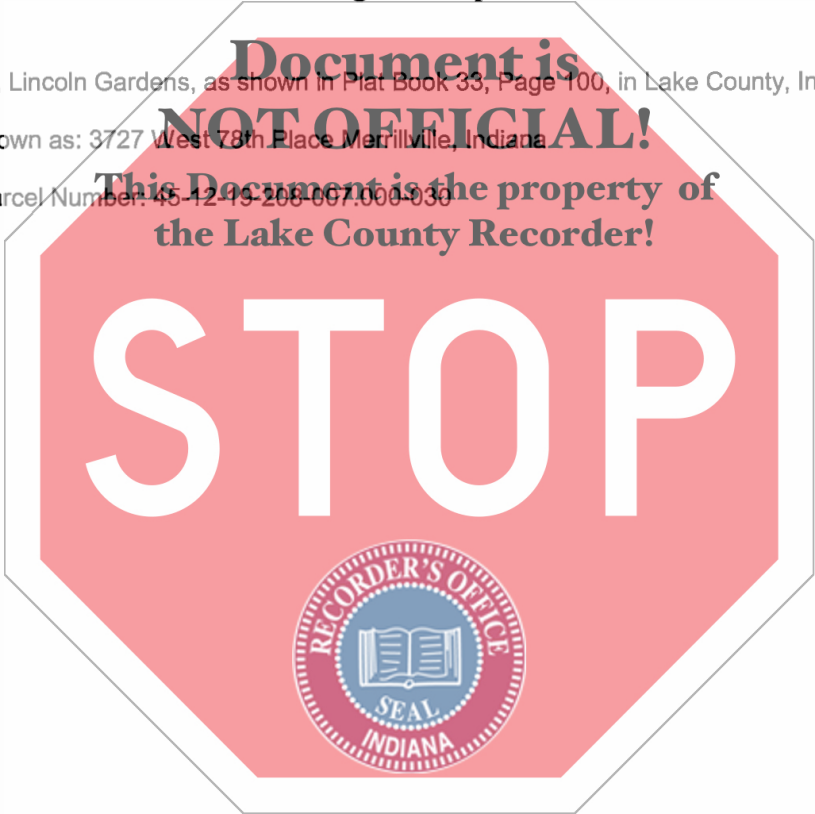 Document is
Lincoln Gardens, as shown in Plat Book 33, Page 100, in Lake County, In
own as: 3727 West 78th Place Merrillville, Indiana
NOT OFFICIAL!
This Document is the property of
rcel Number: 45-12-19-208-007.000-030
the Lake County Recorder!
STOP
RECORDER'S OFFICE
SEAL
INDIANA